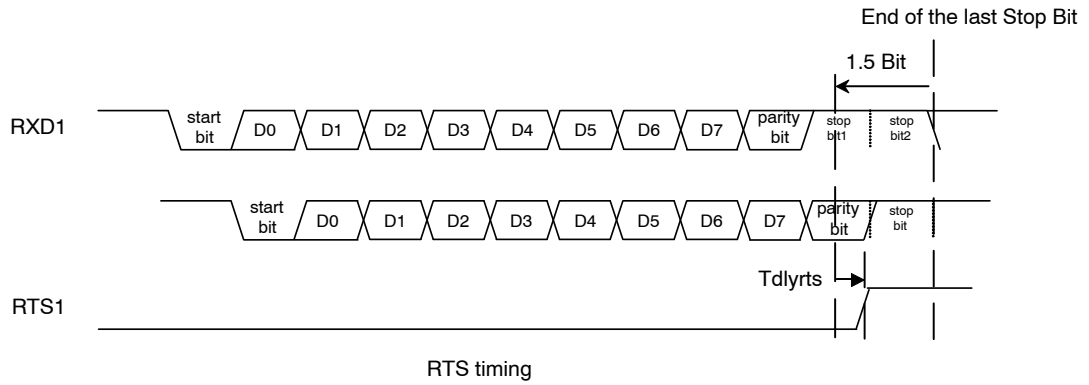 End of the last Stop Bit
1.5 Bit
RXD1
start bit D0 D1 D2 D3 D4 D5 D6 D7 parity bit stop bit1 stop bit2
start bit D0 D1 D2 D3 D4 D5 D6 D7 parity bit stop bit
Tdlyrts
RTS1
RTS timing